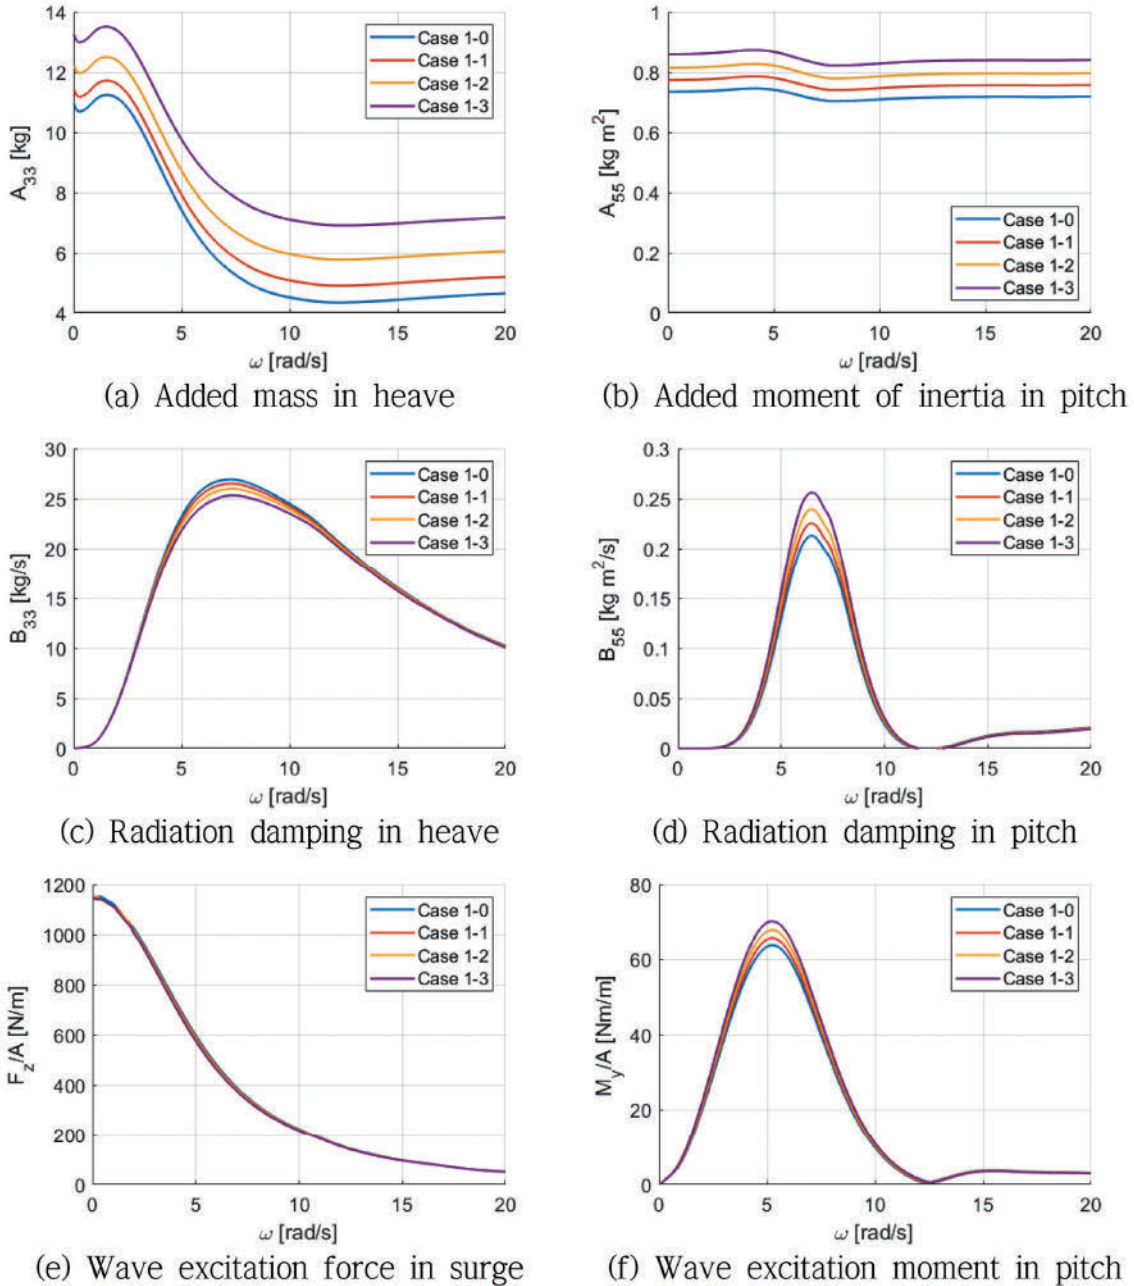 14
12
10
8
6
4
A33 [kg]
Case 1-0
Case 1-1
Case 1-2
Case 1-3
0 5 10 15 20
ω [rad/s]
(a) Added mass in heave
1
0.8
0.6
0.4
0.2
0
A55 [kg m²]
Case 1-0
Case 1-1
Case 1-2
Case 1-3
0 5 10 15 20
ω [rad/s]
(b) Added moment of inertia in pitch
30
25
20
15
10
5
0
B33 [kg/s]
Case 1-0
Case 1-1
Case 1-2
Case 1-3
0 5 10 15 20
ω [rad/s]
(c) Radiation damping in heave
0.3
0.25
0.2
0.15
0.1
0.05
0
B55 [kg m²/s]
Case 1-0
Case 1-1
Case 1-2
Case 1-3
0 5 10 15 20
ω [rad/s]
(d) Radiation damping in pitch
1200
1000
800
600
400
200
0
Fz/A [N/m]
Case 1-0
Case 1-1
Case 1-2
Case 1-3
0 5 10 15 20
ω [rad/s]
(e) Wave excitation force in surge
80
60
40
20
0
My/A [Nm/m]
Case 1-0
Case 1-1
Case 1-2
Case 1-3
0 5 10 15 20
ω [rad/s]
(f) Wave excitation moment in pitch